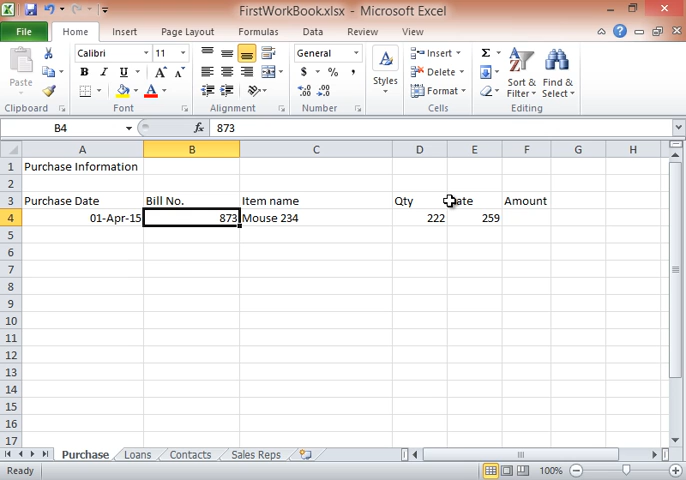 FirstWorkBook.xlsx - Microsoft Excel
File Home Insert Page Layout Formulas Data Review View
Paste
Calibri 11
B I U A A
General
$ % ,
Styles
Insert
Delete
Format
Σ
Sort & Filter
Find & Select
Clipboard Font Alignment Number Cells Editing
B4 fx 873
A B C D E F G H
1 Purchase Information
2
3 Purchase Date Bill No. Item name Qty ate Amount
4 01-Apr-15 873 Mouse 234 222 259
5
6
7
8
9
10
11
12
13
14
15
16
17
Purchase Loans Contacts Sales Reps
Ready 100%